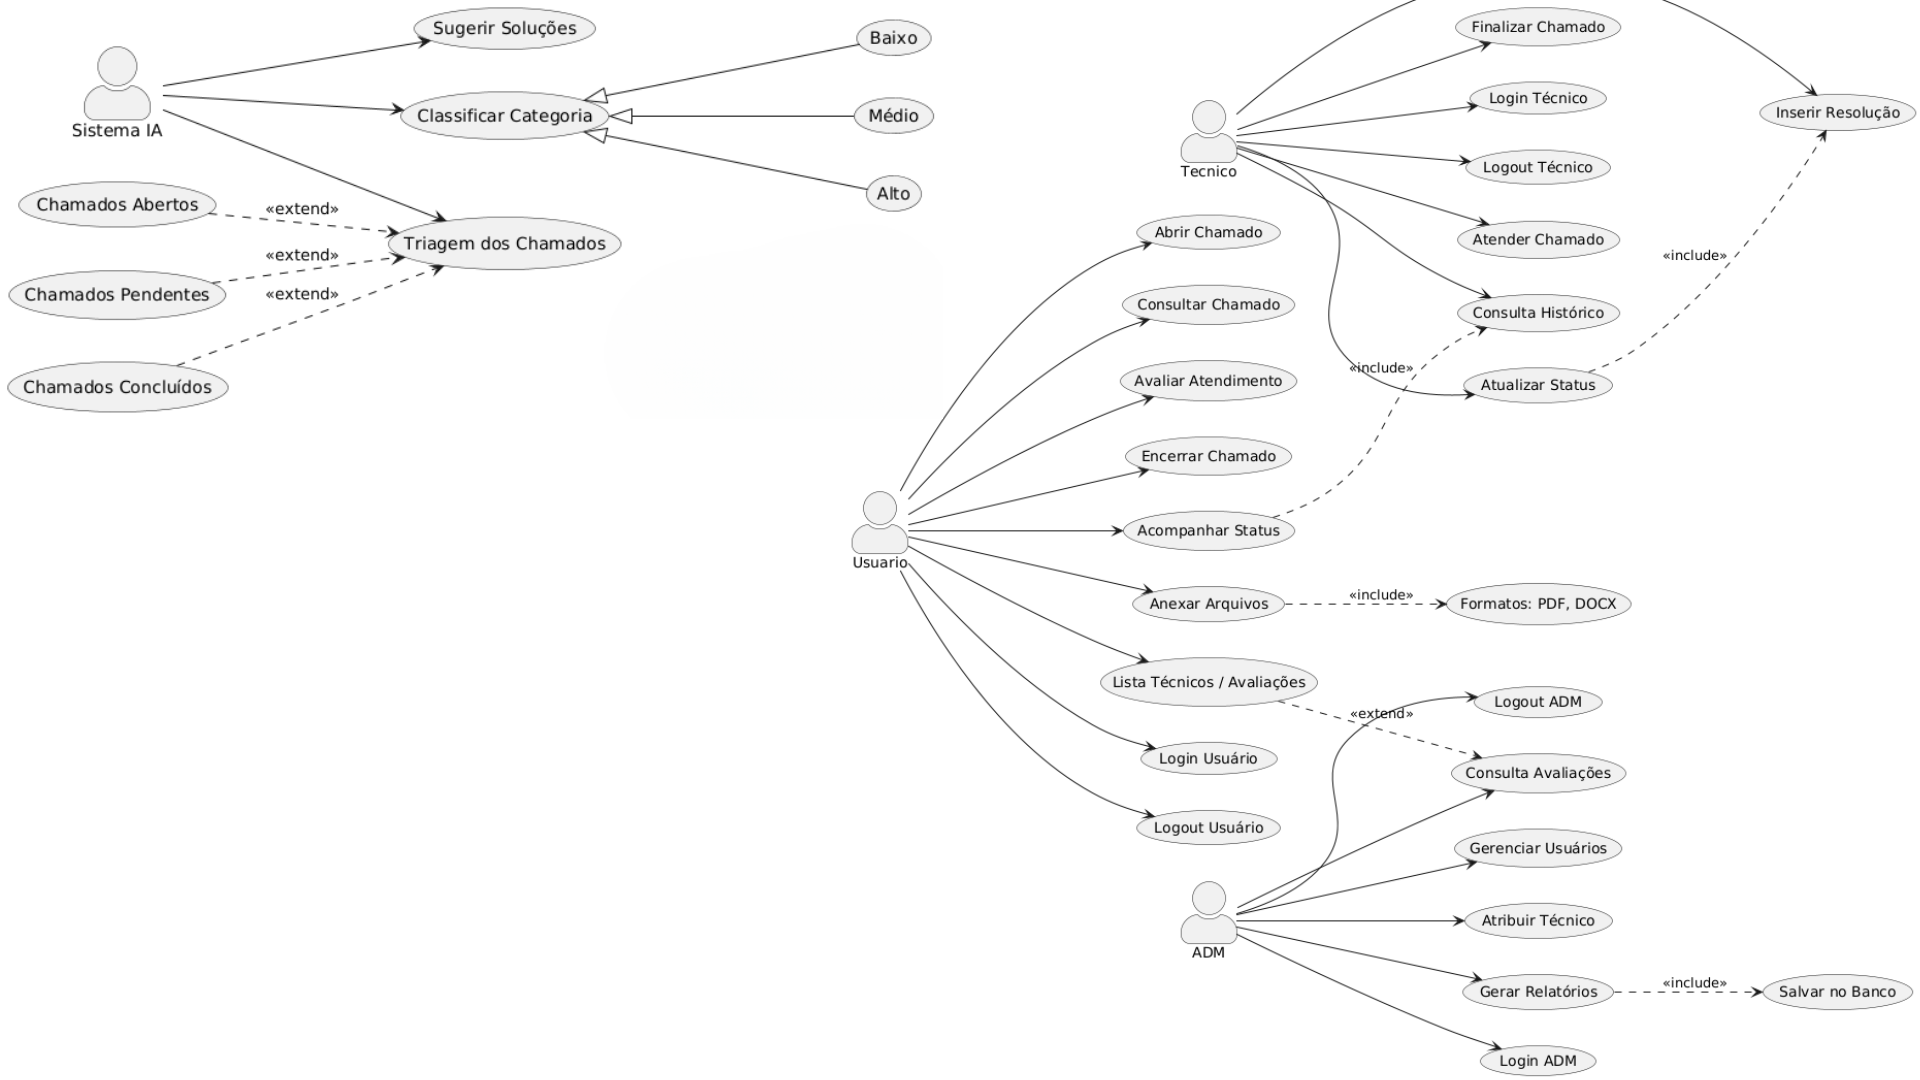 Sistema IA
Sugerir Soluções
Classificar Categoria
Baixo
Médio
Alto
Triagem dos Chamados
Chamados Abertos
«extend»
Chamados Pendentes
«extend»
Chamados Concluídos
«extend»
Tecnico
Finalizar Chamado
Login Técnico
Logout Técnico
Atender Chamado
Consulta Histórico
Atualizar Status
Inserir Resolução
«include»
«include»
Usuario
Abrir Chamado
Consultar Chamado
Avaliar Atendimento
Encerrar Chamado
Acompanhar Status
Anexar Arquivos
«include»
Formatos: PDF, DOCX
Lista Técnicos / Avaliações
«extend»
Login Usuário
Logout Usuário
ADM
Logout ADM
Consulta Avaliações
Gerenciar Usuários
Atribuir Técnico
Gerar Relatórios
«include»
Salvar no Banco
Login ADM